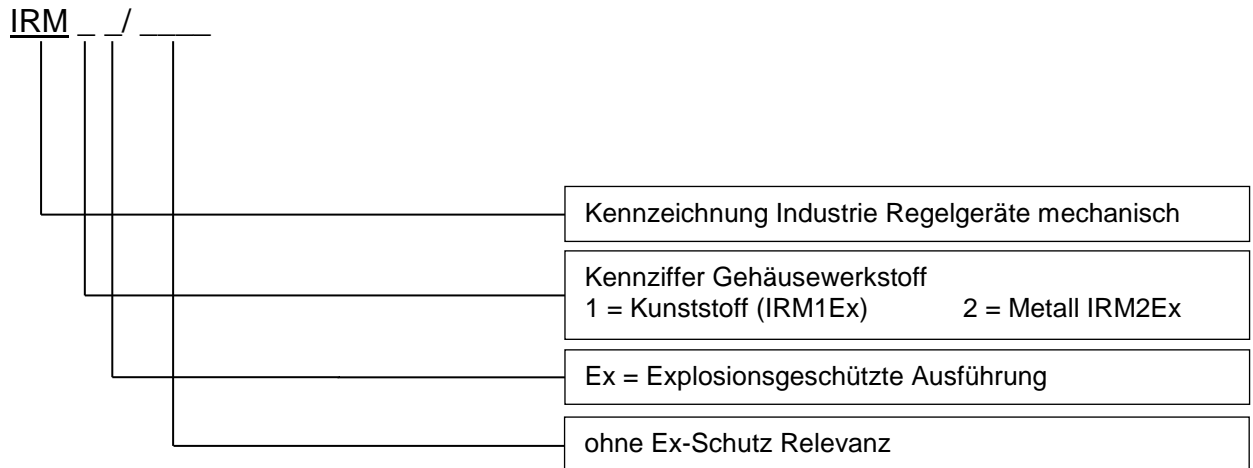 IRM _ _/ ____
Kennzeichnung Industrie Regelgeräte mechanisch
Kennziffer Gehäusewerkstoff
1 = Kunststoff (IRM1Ex) 2 = Metall IRM2Ex
Ex = Explosionsgeschützte Ausführung
ohne Ex-Schutz Relevanz